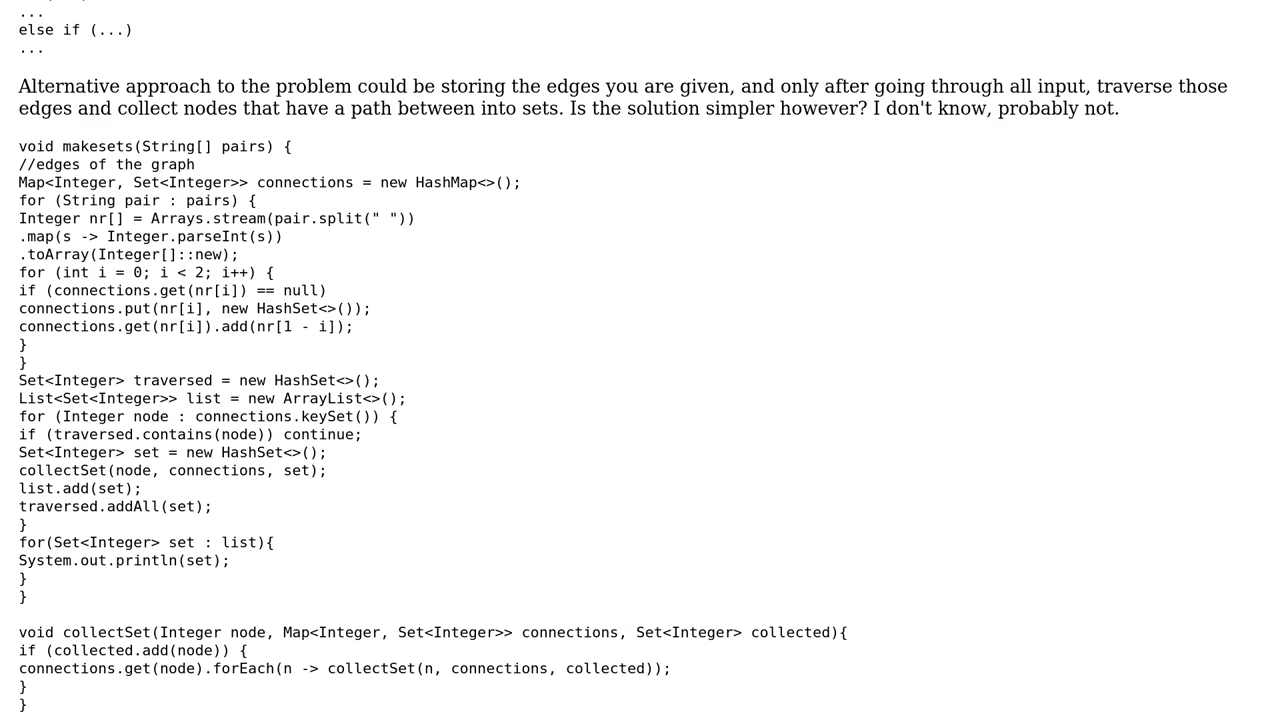 ...
else if (...)
...
Alternative approach to the problem could be storing the edges you are given, and only after going through all input, traverse those
edges and collect nodes that have a path between into sets. Is the solution simpler however? I don't know, probably not.
void makesets(String[] pairs) {
//edges of the graph
Map<Integer, Set<Integer>> connections = new HashMap<>();
for (String pair : pairs) {
Integer nr[] = Arrays.stream(pair.split(" "))
.map(s -> Integer.parseInt(s))
.toArray(Integer[]::new);
for (int i = 0; i < 2; i++) {
if (connections.get(nr[i]) == null)
connections.put(nr[i], new HashSet<>());
connections.get(nr[i]).add(nr[1 - i]);
}
}
Set<Integer> traversed = new HashSet<>();
List<Set<Integer>> list = new ArrayList<>();
for (Integer node : connections.keySet()) {
if (traversed.contains(node)) continue;
Set<Integer> set = new HashSet<>();
collectSet(node, connections, set);
list.add(set);
traversed.addAll(set);
}
for(Set<Integer> set : list){
System.out.println(set);
}
}
void collectSet(Integer node, Map<Integer, Set<Integer>> connections, Set<Integer> collected){
if (collected.add(node)) {
connections.get(node).forEach(n -> collectSet(n, connections, collected));
}
}